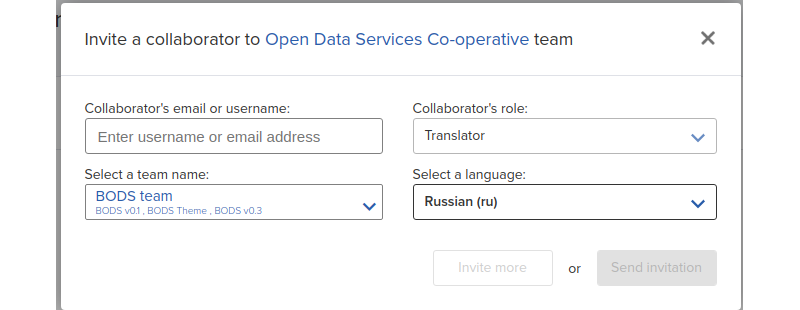 Invite a collaborator to Open Data Services Co-operative team
Collaborator's email or username:
Enter username or email address
Collaborator's role:
Translator
Select a team name:
BODS team
BODS v0.1 , BODS Theme , BODS v0.3
Select a language:
Russian (ru)
Invite more
or
Send invitation